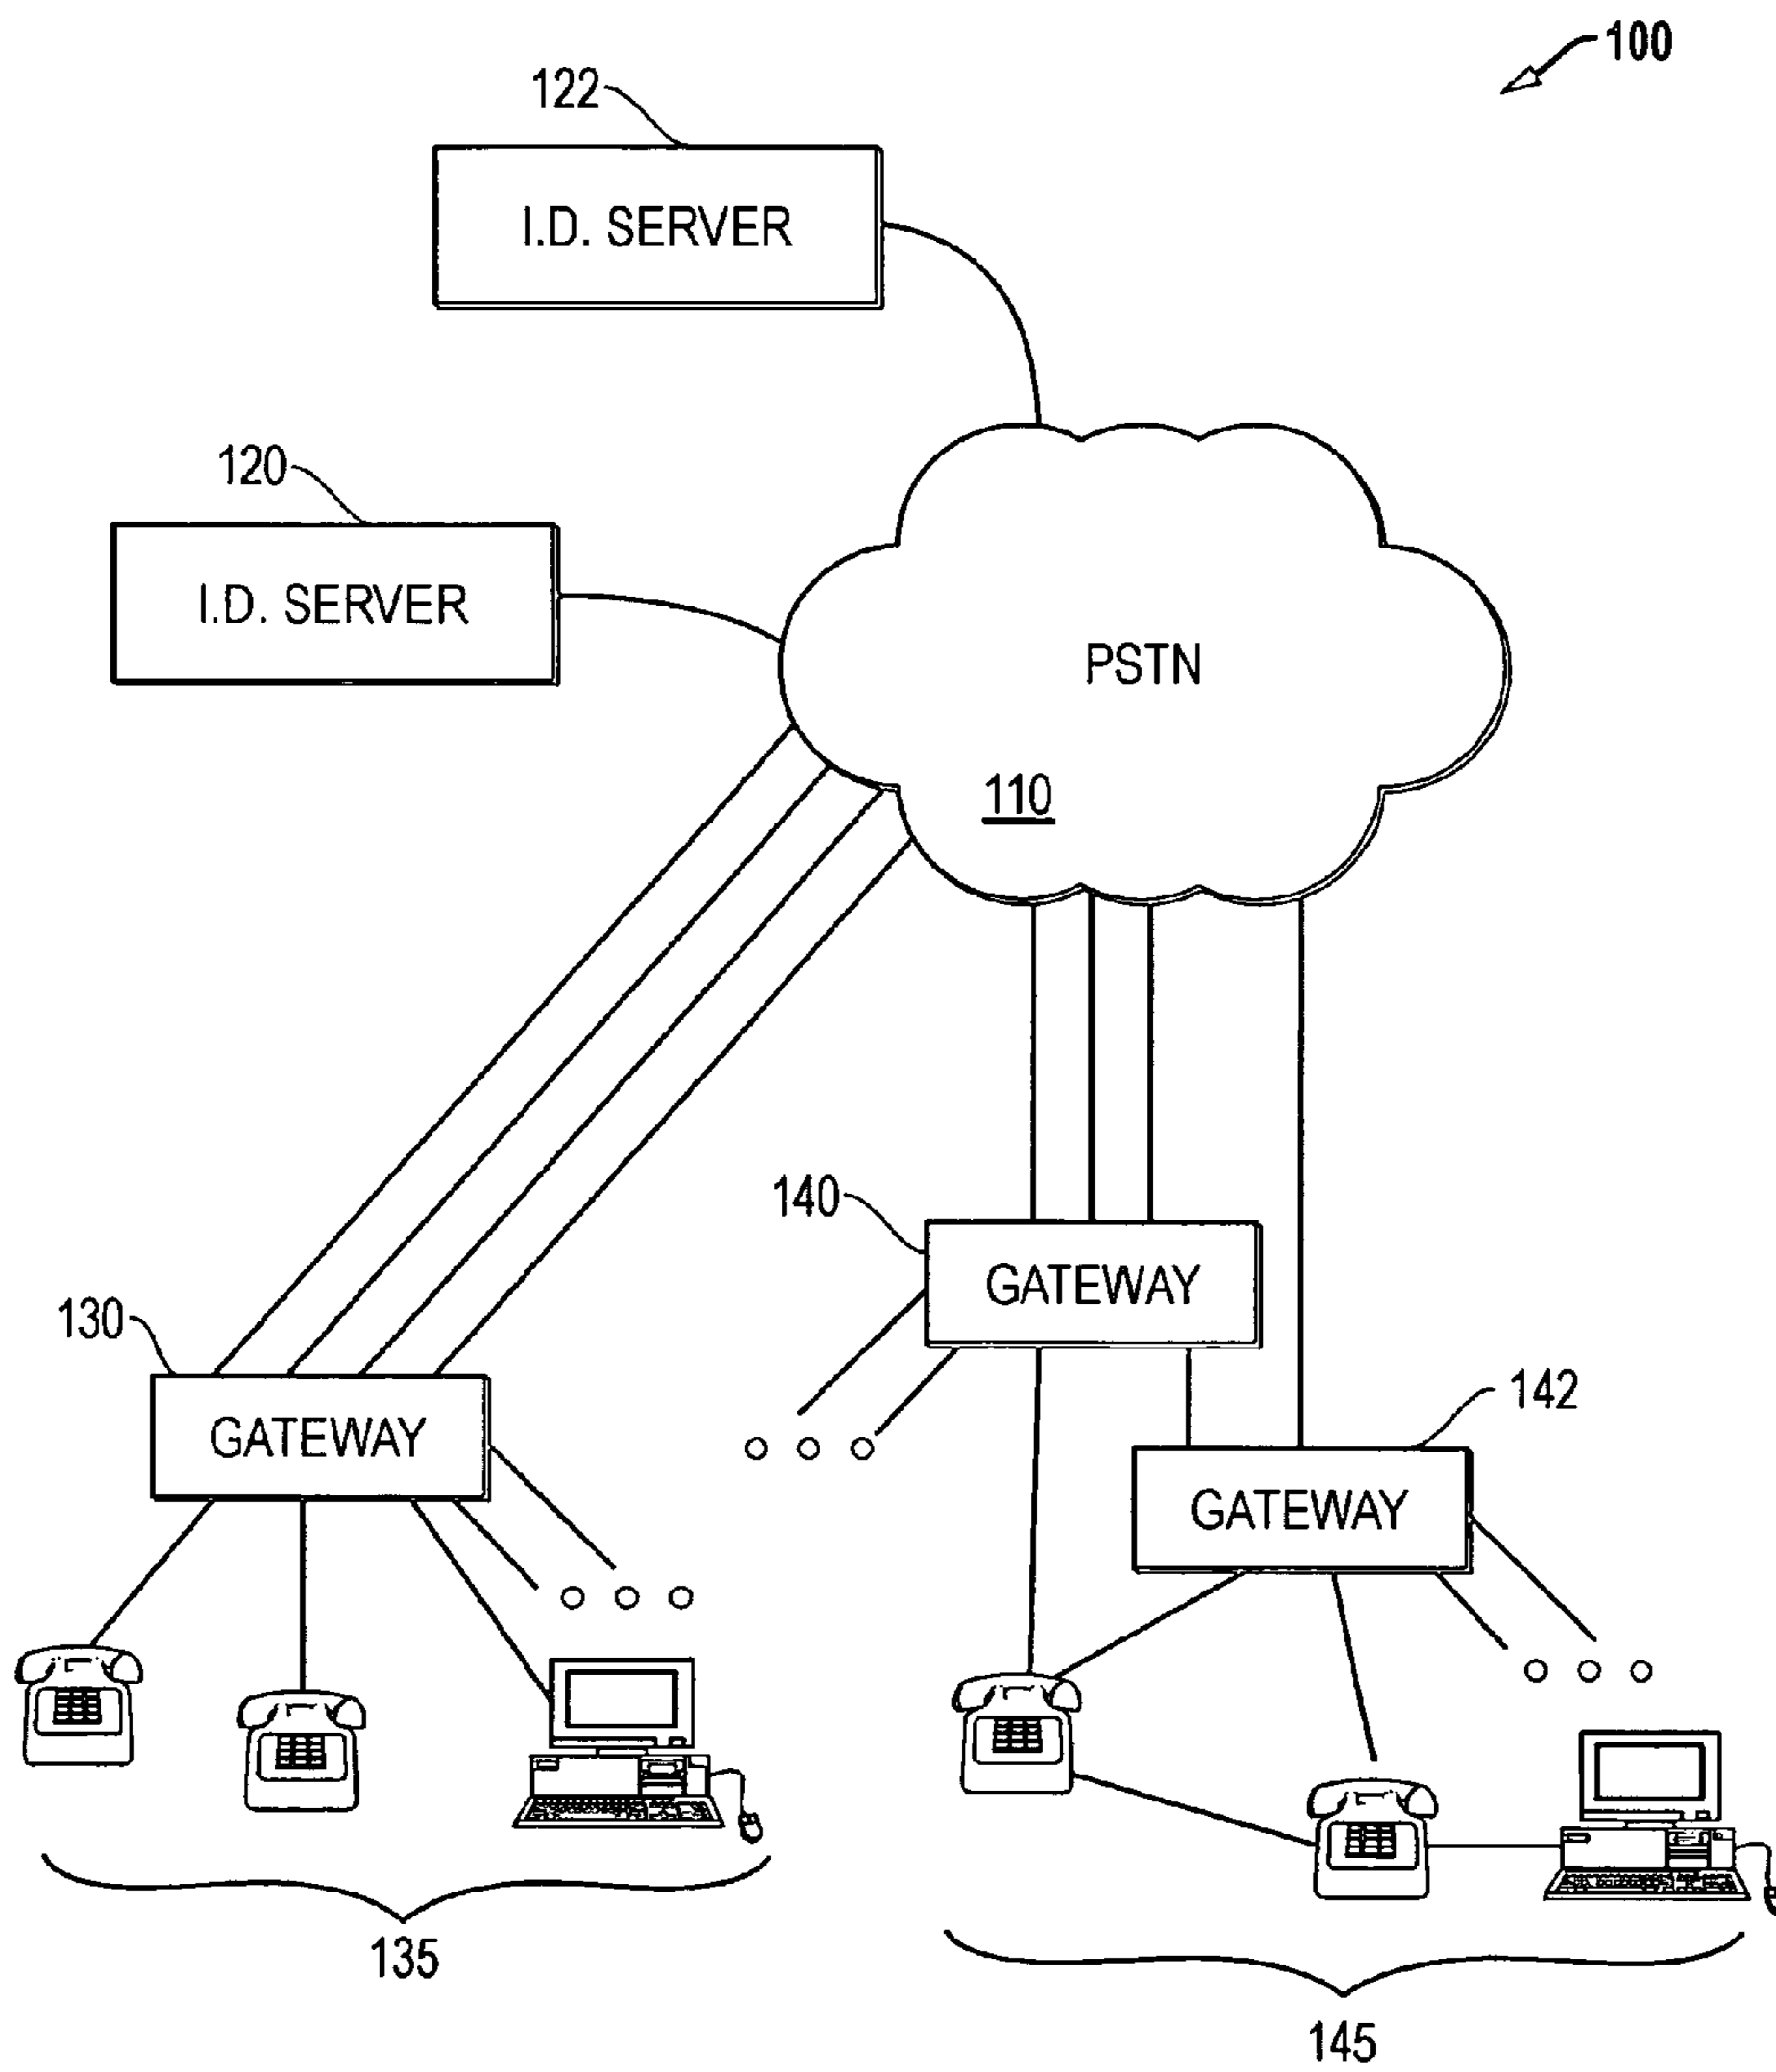 100
122
I.D. SERVER
120
I.D. SERVER
PSTN
110
140
GATEWAY
130
GATEWAY
142
GATEWAY
135
145